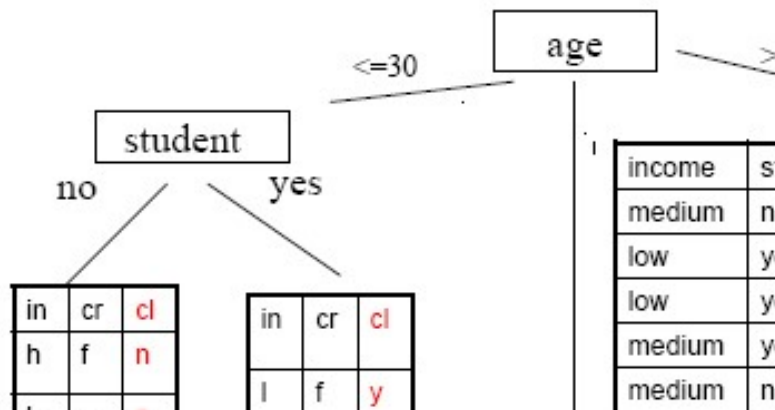 age
<=30
>
student
no yes
in cr cl
h f n
in cr cl
l f y
income
medium
low
low
medium
medium